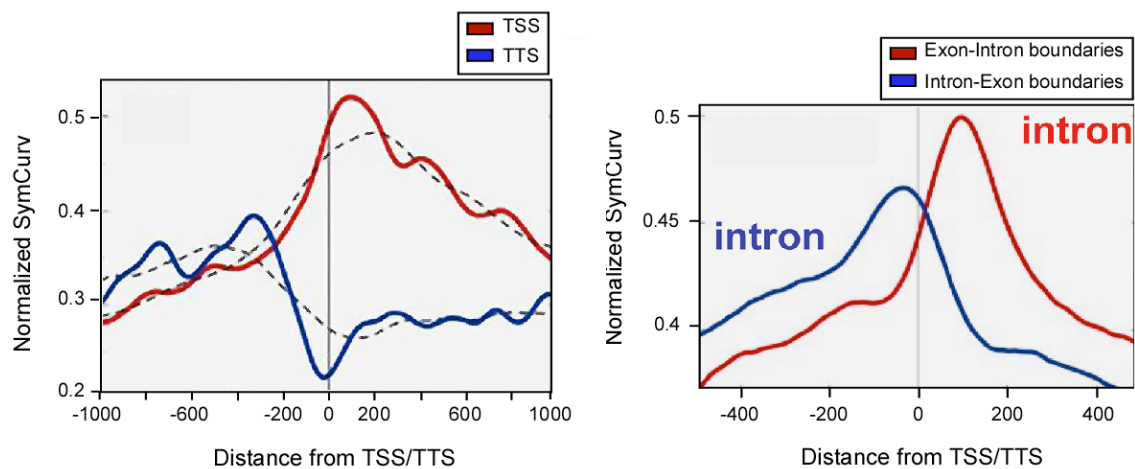 TSS
TTS
Normalized SymCurv
0.5
0.4
0.3
0.2
-1000
-600
-200
0
200
600
1000
Distance from TSS/TTS
Exon-Intron boundaries
Intron-Exon boundaries
Normalized SymCurv
0.5
0.45
0.4
intron
intron
-400
-200
0
200
400
Distance from TSS/TTS